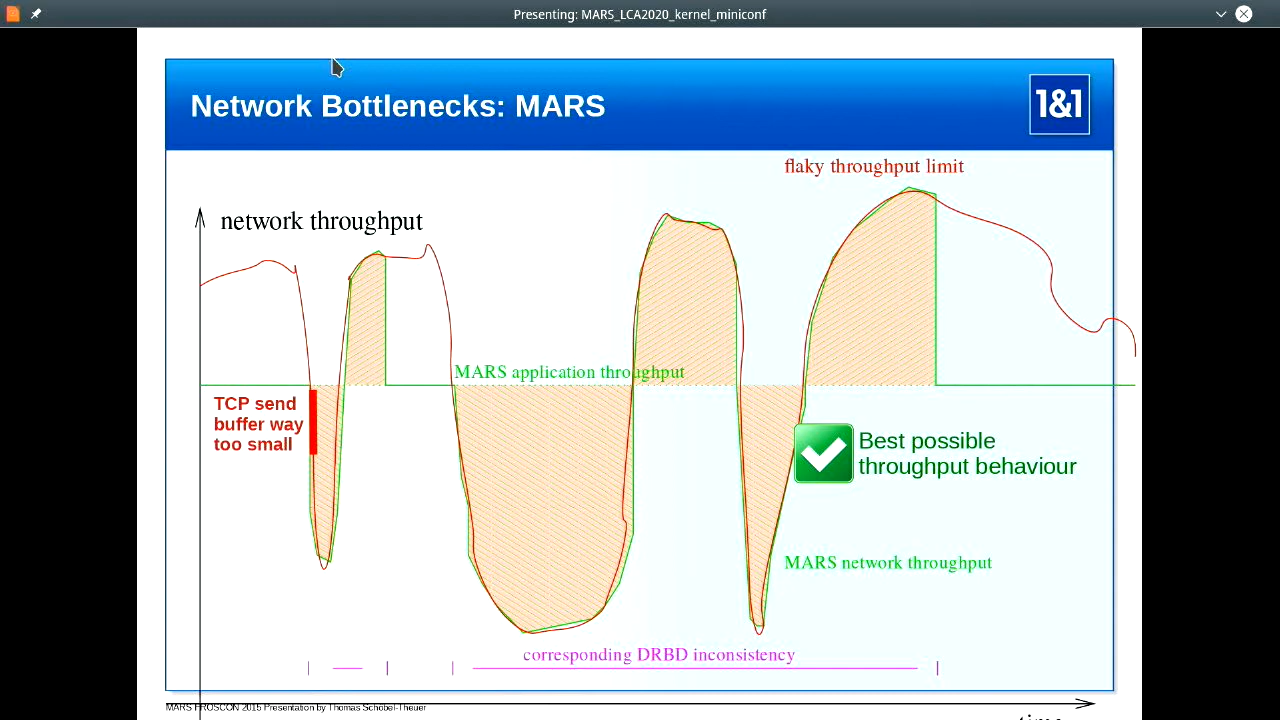 Presenting: MARS_LCA2020_kernel_miniconf
Network Bottlenecks: MARS
1&1
flaky throughput limit
network throughput
MARS application throughput
TCP send
buffer way
too small
Best possible
throughput behaviour
MARS network throughput
corresponding DRBD inconsistency
MARS FROSCON 2015 Presentation by Thomas Schöbel-Theuer
time